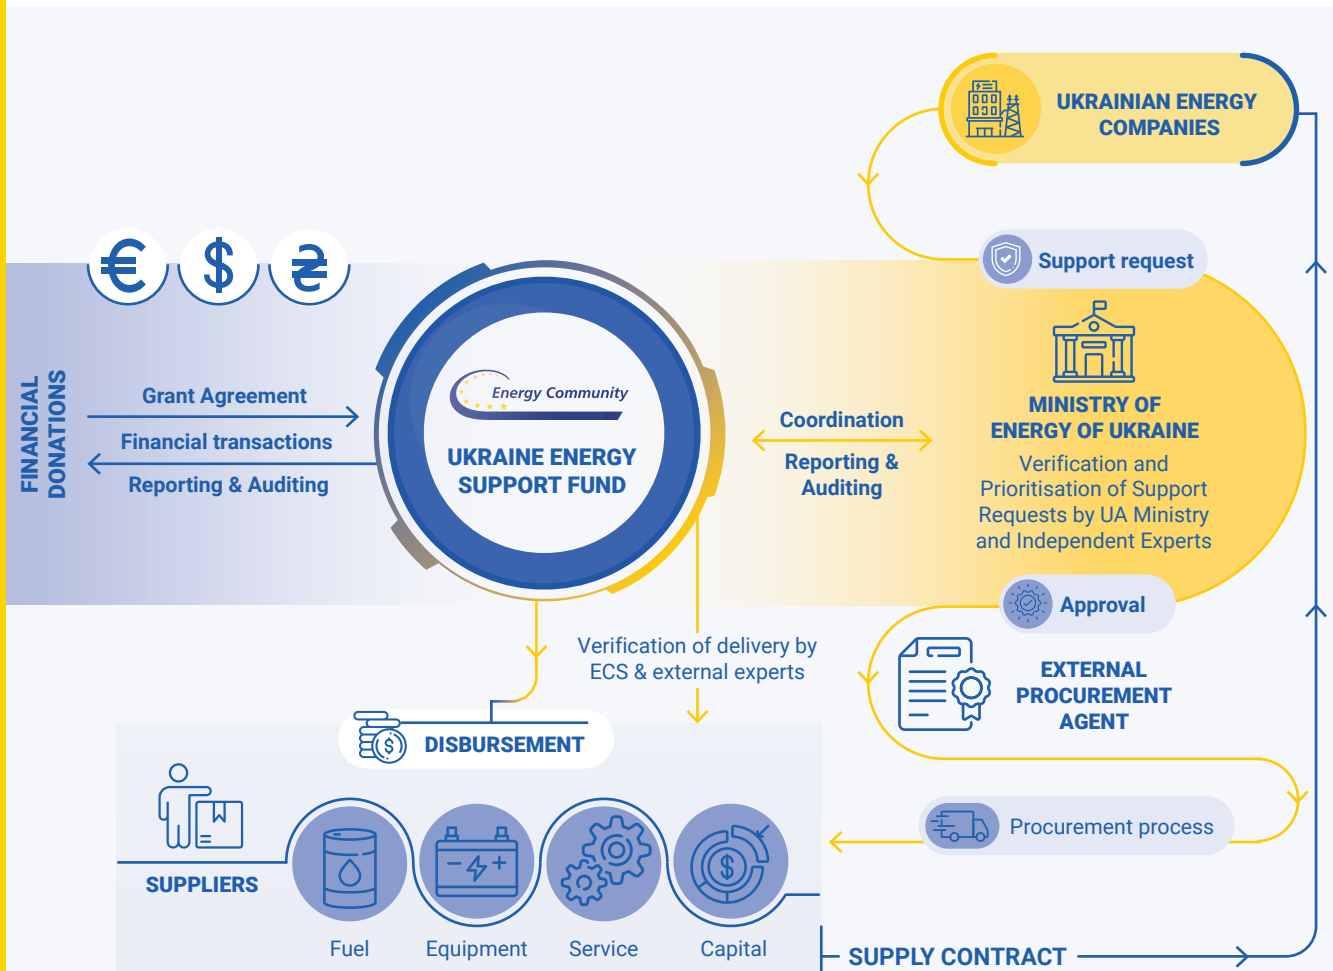 UKRAINIAN ENERGY
COMPANIES
Support request
€ $ ₴
FINANCIAL
DONATIONS
Grant Agreement
Financial transactions
Reporting & Auditing
Energy Community
UKRAINE ENERGY
SUPPORT FUND
Coordination
Reporting &
Auditing
MINISTRY OF
ENERGY OF UKRAINE
Verification and
Prioritisation of Support
Requests by UA Ministry
and Independent Experts
Approval
Verification of delivery by
ECS & external experts
EXTERNAL
PROCUREMENT
AGENT
DISBURSEMENT
Procurement process
SUPPLIERS
Fuel
Equipment
Service
Capital
SUPPLY CONTRACT